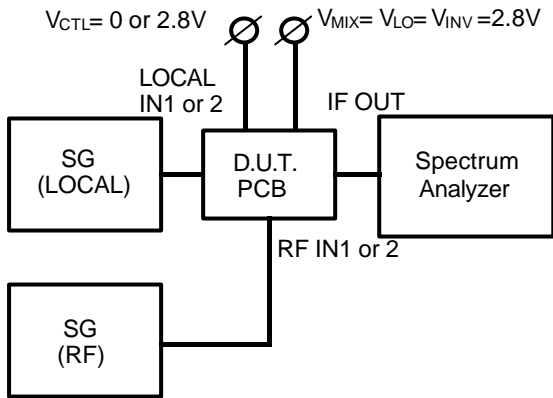 VCTL= 0 or 2.8V
VMIX= VLO= VINV =2.8V
LOCAL
IN1 or 2
IF OUT
SG
(LOCAL)
D.U.T.
PCB
Spectrum
Analyzer
RF IN1 or 2
SG
(RF)